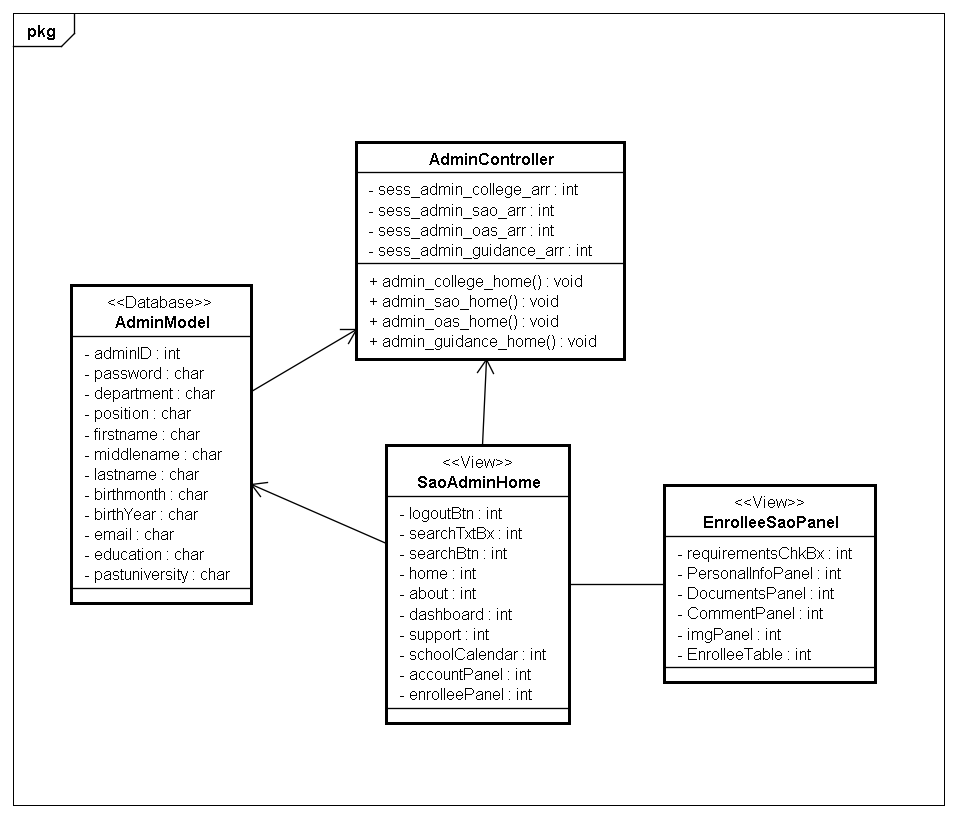 pkg
AdminController
- sess_admin_college_arr : int
- sess_admin_sao_arr : int
- sess_admin_oas_arr : int
- sess_admin_guidance_arr : int
+ admin_college_home() : void
+ admin_sao_home() : void
+ admin_oas_home() : void
+ admin_guidance_home() : void
<<Database>>
AdminModel
- adminID : int
- password : char
- department : char
- position : char
- firstname : char
- middlename : char
- lastname : char
- birthmonth : char
- birthYear : char
- email : char
- education : char
- pastuniversity : char
<<View>>
SaoAdminHome
- logoutBtn : int
- searchTxtBx : int
- searchBtn : int
- home : int
- about : int
- dashboard : int
- support : int
- schoolCalendar : int
- accountPanel : int
- enrolleePanel : int
<<View>>
EnrolleeSaoPanel
- requirementsChkBx : int
- PersonalInfoPanel : int
- DocumentsPanel : int
- CommentPanel : int
- imgPanel : int
- EnrolleeTable : int